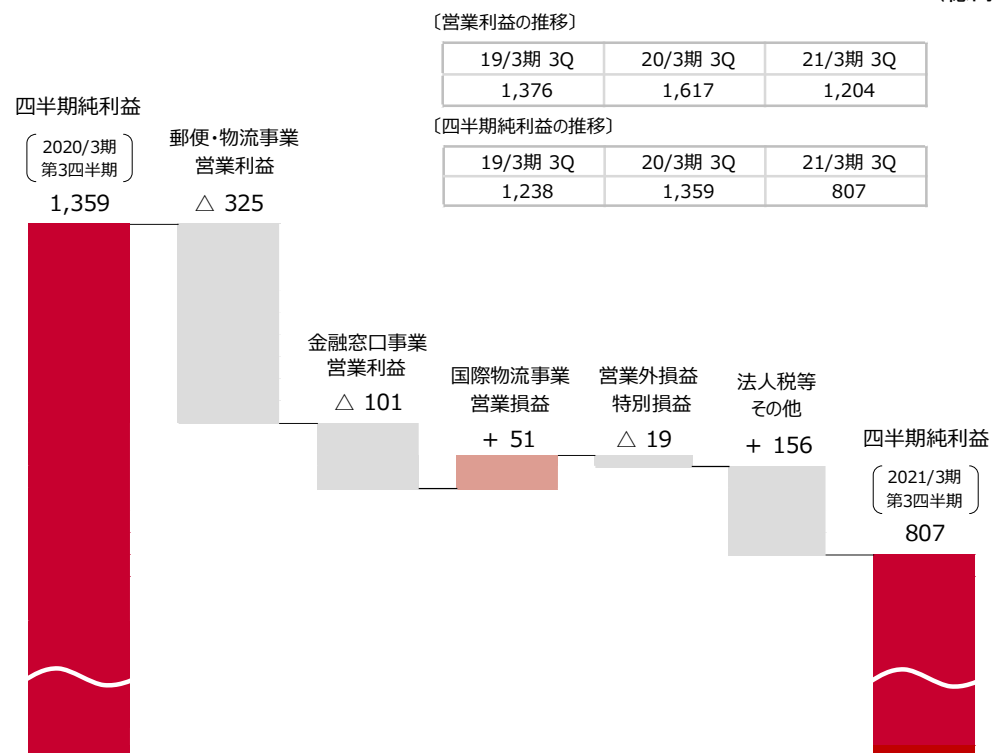 〔営業利益の推移〕
19/3期 3Q 20/3期 3Q 21/3期 3Q
1,376 1,617 1,204
〔四半期純利益の推移〕
19/3期 3Q 20/3期 3Q 21/3期 3Q
1,238 1,359 807
四半期純利益
2020/3期
第3四半期
1,359
郵便・物流事業
営業利益
△ 325
金融窓口事業
営業利益
△ 101
国際物流事業
営業損益
+ 51
営業外損益
特別損益
△ 19
法人税等
その他
+ 156
四半期純利益
2021/3期
第3四半期
807